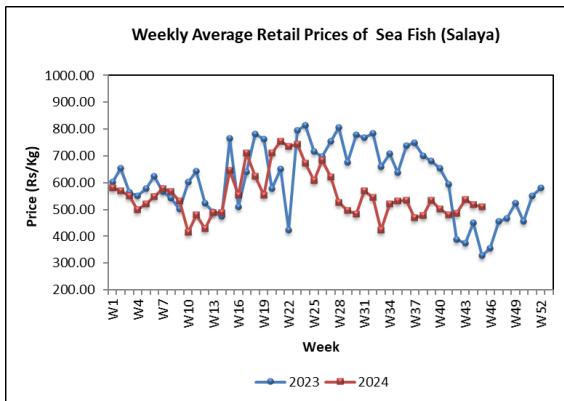 Weekly Average Retail Prices of Sea Fish (Salaya)
Price (Rs/Kg)
1000.00
900.00
800.00
700.00
600.00
500.00
400.00
300.00
200.00
W1 W4 W7 W10 W13 W16 W19 W22 W25 W28 W31 W34 W37 W40 W43 W46 W49 W52
Week
2023 2024